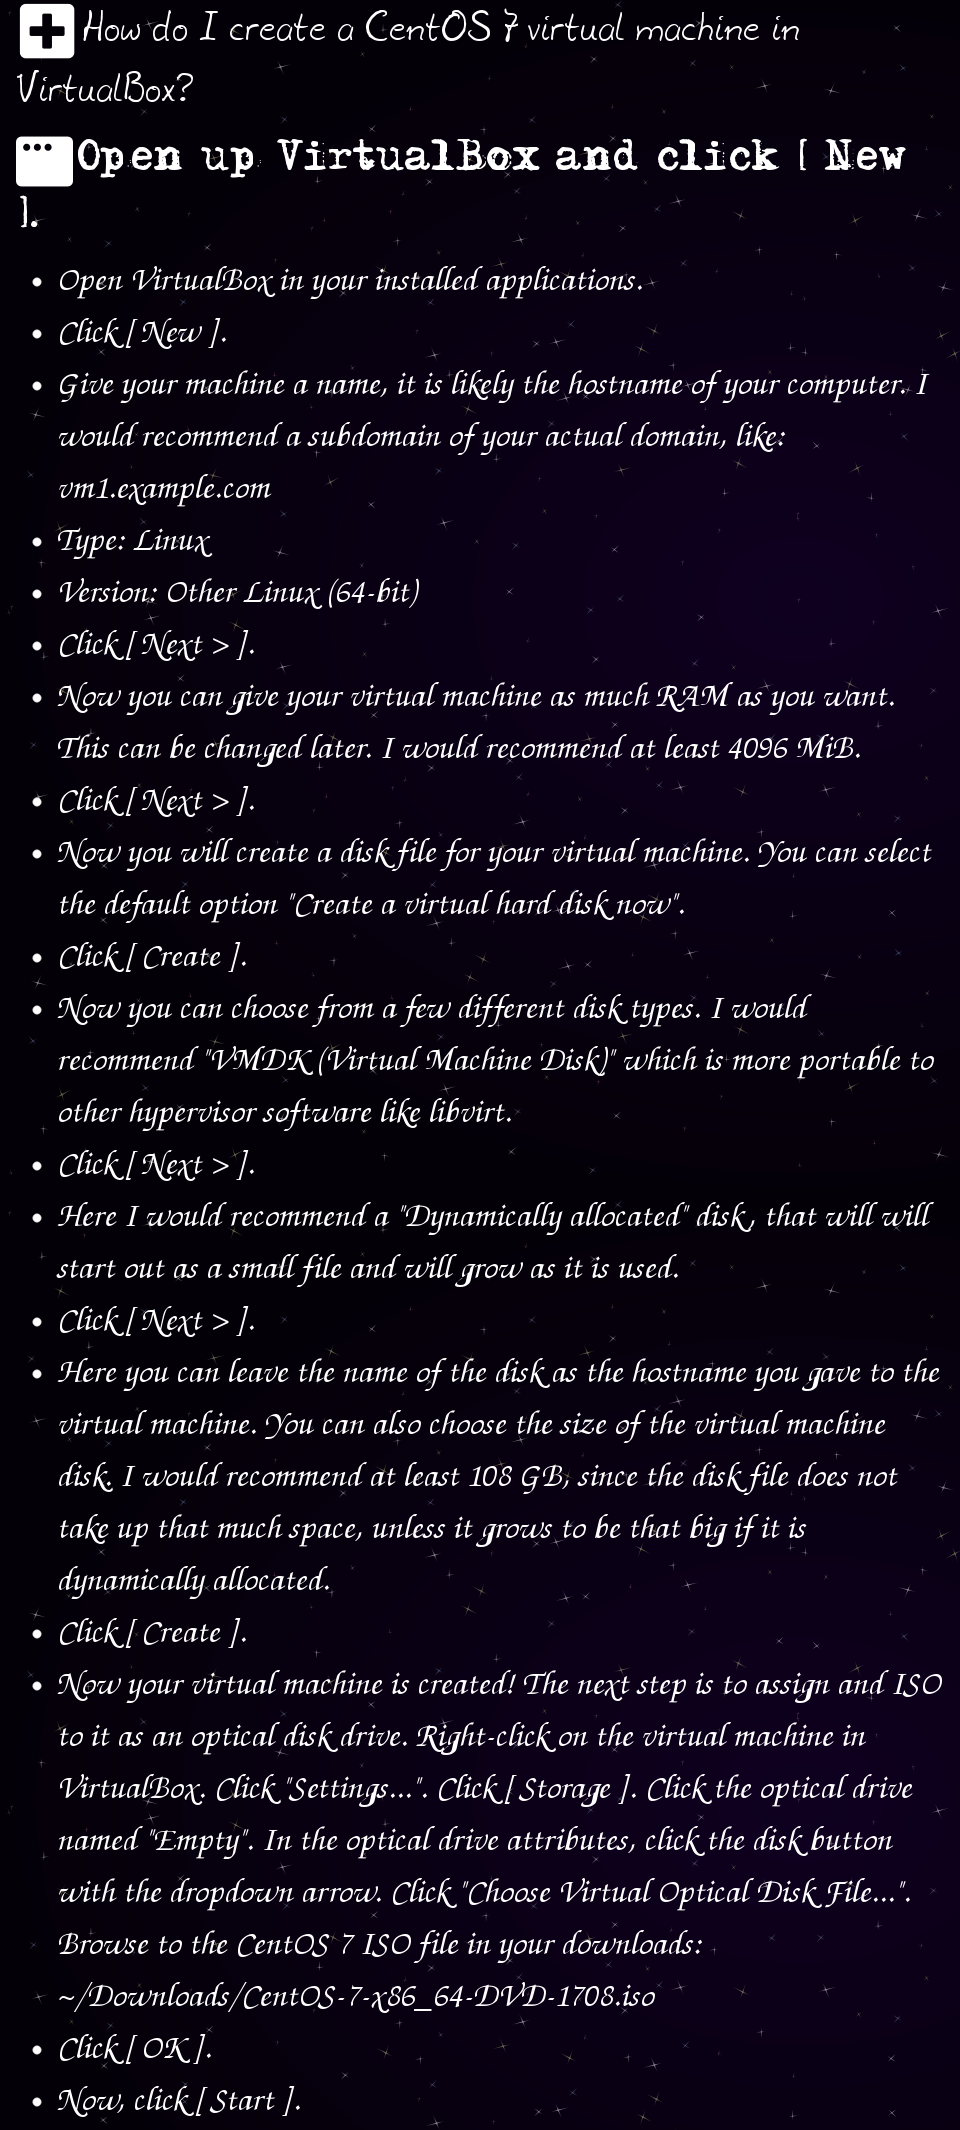 How do I create a CentOS 7 virtual machine in
VirtualBox?
Open up VirtualBox and click [ New
].
• Open VirtualBox in your installed applications.
• Click [ New ].
• Give your machine a name, it is likely the hostname of your computer. I
would recommend a subdomain of your actual domain, like:
vm1.example.com
• Type: Linux
• Version: Other Linux (64-bit)
• Click [ Next > ].
• Now you can give your virtual machine as much RAM as you want.
This can be changed later. I would recommend at least 4096 MiB.
• Click [ Next > ].
• Now you will create a disk file for your virtual machine. You can select
the default option "Create a virtual hard disk now".
• Click [ Create ].
• Now you can choose from a few different disk types. I would
recommend "VMDK (Virtual Machine Disk)" which is more portable to
other hypervisor software like libvirt.
• Click [ Next > ].
• Here I would recommend a "Dynamically allocated" disk, that will will
start out as a small file and will grow as it is used.
• Click [ Next > ].
• Here you can leave the name of the disk as the hostname you gave to the
virtual machine. You can also choose the size of the virtual machine
disk. I would recommend at least 108 GB, since the disk file does not
take up that much space, unless it grows to be that big if it is
dynamically allocated.
• Click [ Create ].
• Now your virtual machine is created! The next step is to assign and ISO
to it as an optical disk drive. Right-click on the virtual machine in
VirtualBox. Click "Settings...". Click [ Storage ]. Click the optical drive
named "Empty". In the optical drive attributes, click the disk button
with the dropdown arrow. Click "Choose Virtual Optical Disk File...".
Browse to the CentOS 7 ISO file in your downloads:
~/Downloads/CentOS-7-x86_64-DVD-1708.iso
• Click [ OK ].
• Now, click [ Start ].